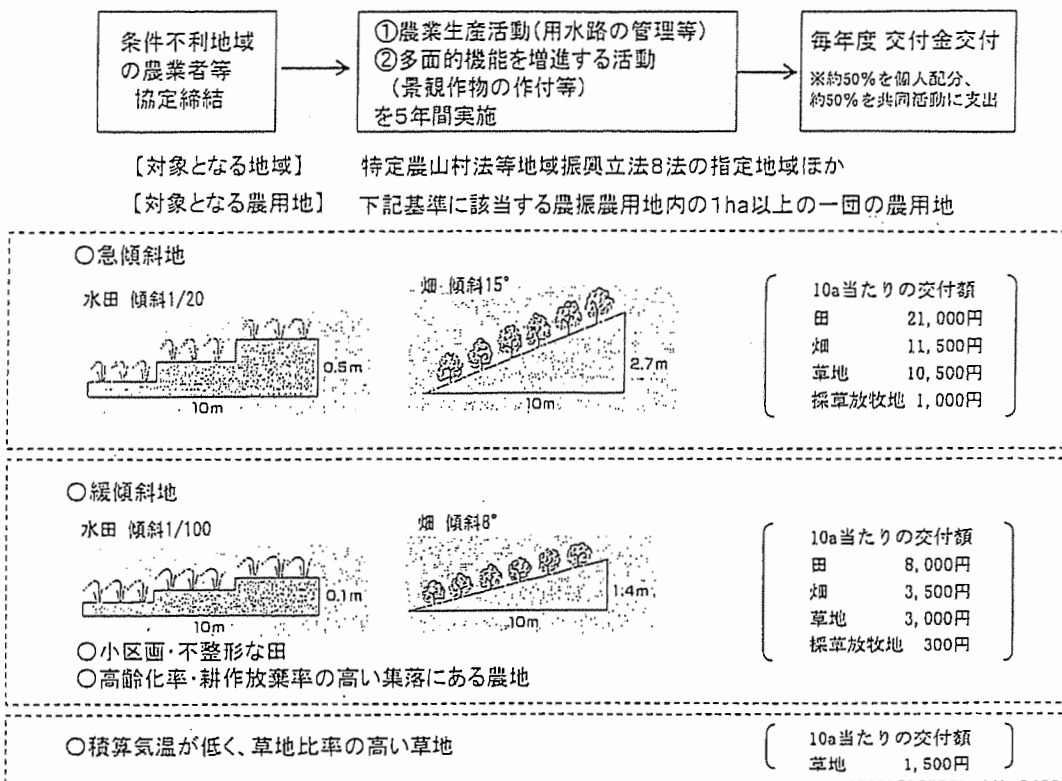 条件不利地域
の農業者等
協定締結
①農業生産活動(用水路の管理等)
②多面的機能を増進する活動
(景観作物の作付等)
を5年間実施
毎年度 交付金交付
※約50%を個人配分、
約50%を共同活動に支出
【対象となる地域】 特定農山村法等地域振興立法8法の指定地域ほか
【対象となる農用地】 下記基準に該当する農振農用地内の1ha以上の一団の農用地
○急傾斜地
水田 傾斜1/20
0.5m
10m
畑 傾斜15°
2.7m
10m
10a当たりの交付額
田 21,000円
畑 11,500円
草地 10,500円
採草放牧地 1,000円
○緩傾斜地
水田 傾斜1/100
0.1m
10m
畑 傾斜8°
1.4m
10m
○小区画・不整形な田
○高齢化率・耕作放棄率の高い集落にある農地
10a当たりの交付額
田 8,000円
畑 3,500円
草地 3,000円
採草放牧地 300円
○積算気温が低く、草地比率の高い草地
10a当たりの交付額
草地 1,500円